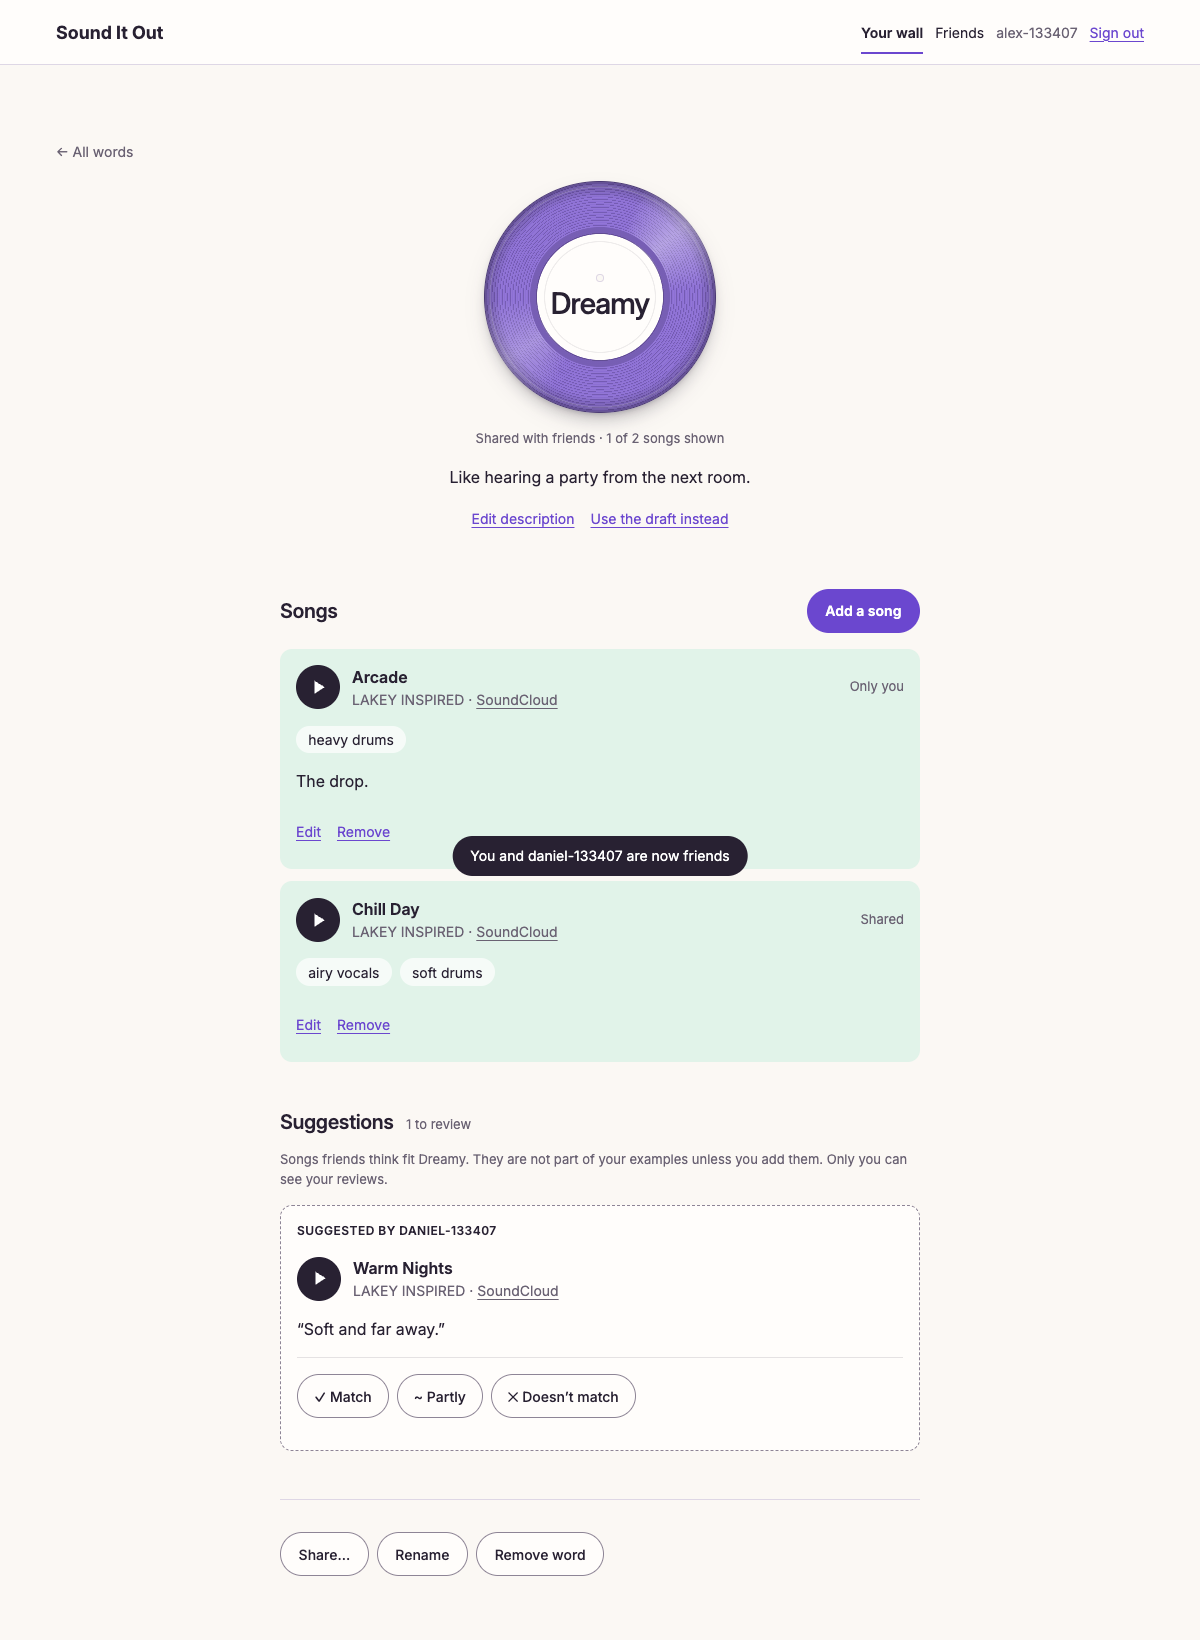 Sound It Out
Your wall Friends alex-133407 Sign out
← All words
Dreamy
Shared with friends · 1 of 2 songs shown
Like hearing a party from the next room.
Edit description Use the draft instead
Songs
Add a song
Arcade
LAKEY INSPIRED · SoundCloud
Only you
heavy drums
The drop.
Edit Remove
You and daniel-133407 are now friends
Chill Day
LAKEY INSPIRED · SoundCloud
Shared
airy vocals soft drums
Edit Remove
Suggestions 1 to review
Songs friends think fit Dreamy. They are not part of your examples unless you add them. Only you can
see your reviews.
SUGGESTED BY DANIEL-133407
Warm Nights
LAKEY INSPIRED · SoundCloud
“Soft and far away.”
✓ Match ~ Partly ✕ Doesn’t match
Share… Rename Remove word